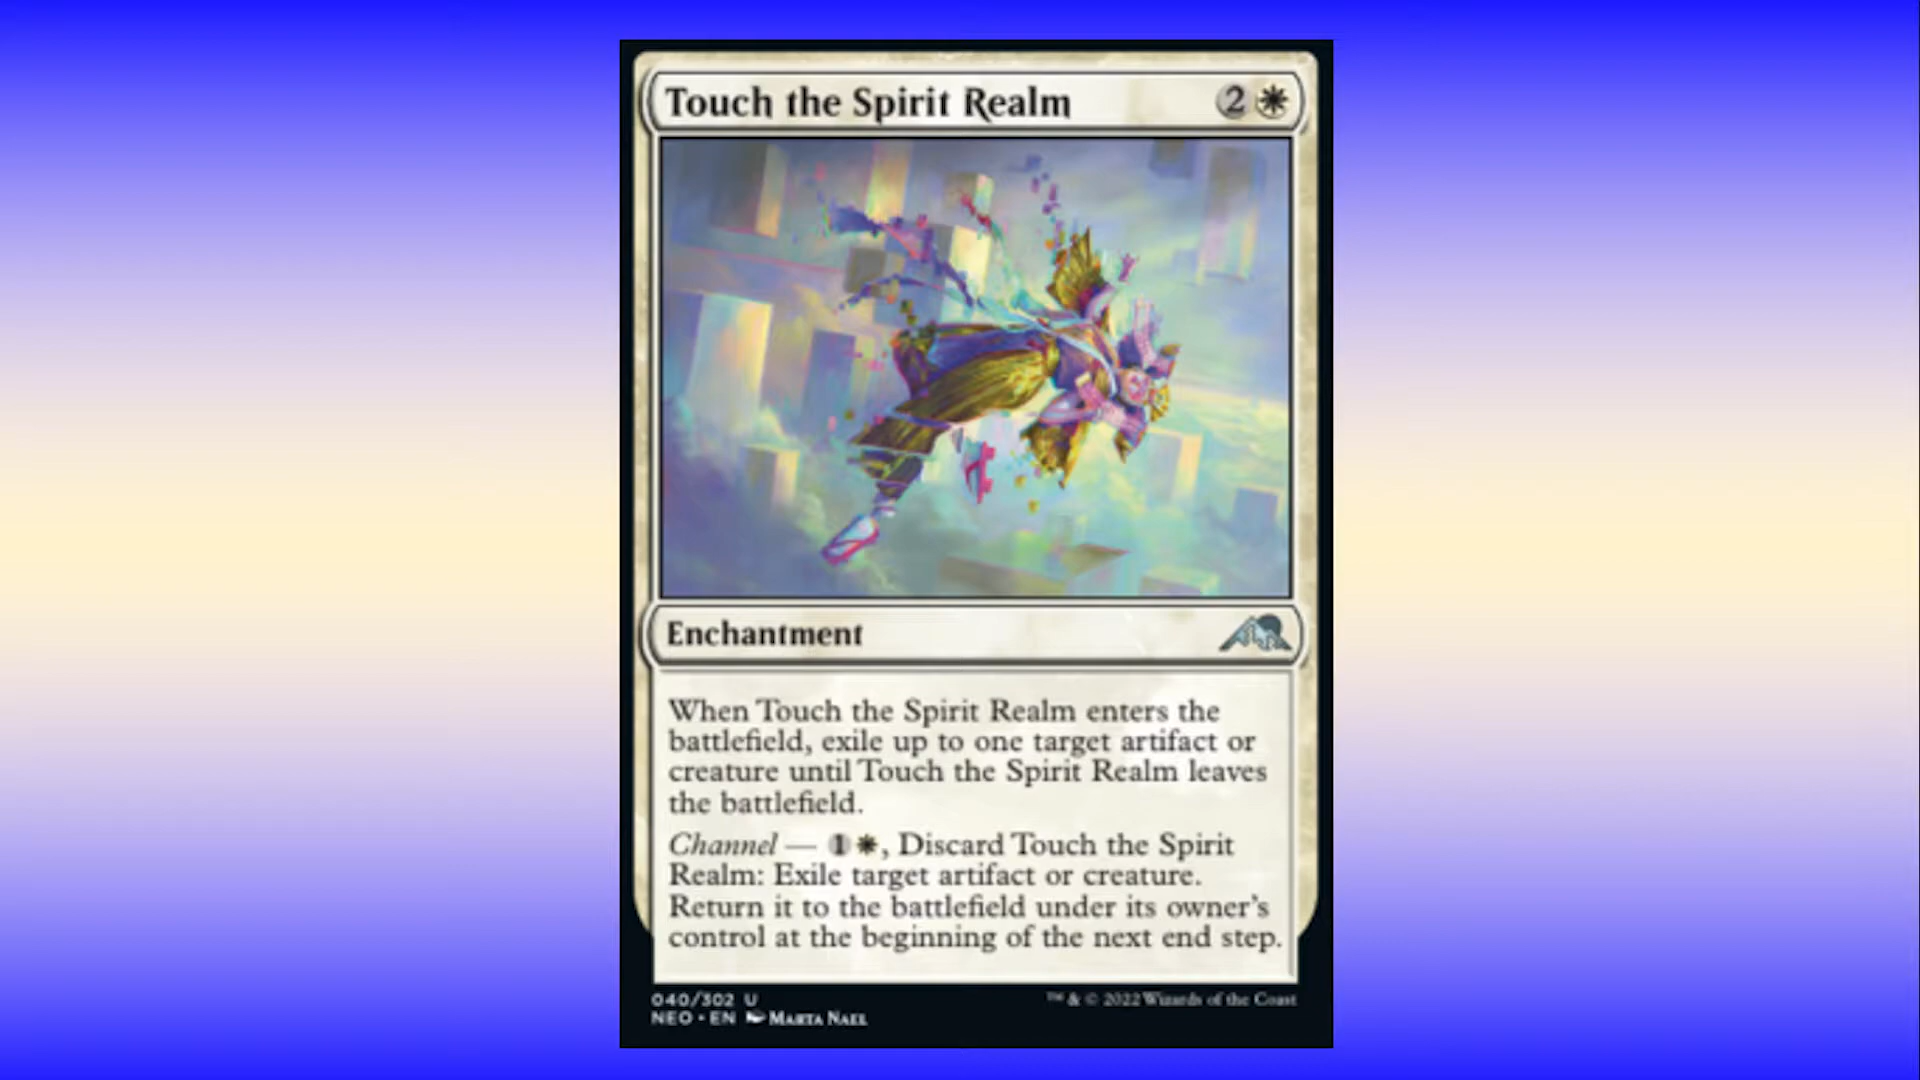 Touch the Spirit Realm 2
Enchantment
When Touch the Spirit Realm enters the
battlefield, exile up to one target artifact or
creature until Touch the Spirit Realm leaves
the battlefield.
Channel — 1, Discard Touch the Spirit
Realm: Exile target artifact or creature.
Return it to the battlefield under its owner's
control at the beginning of the next end step.
040/302 U
™ & © 2022 Wizards of the Coast
NEO • EN Marta Nael